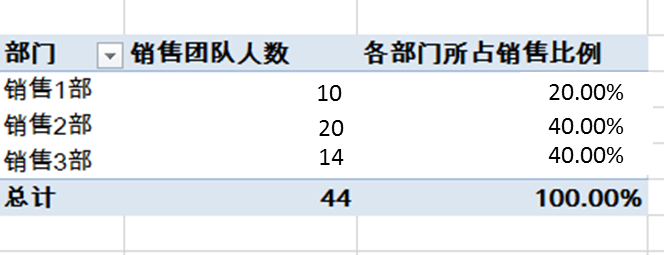 部门 销售团队人数 各部门所占销售比例
销售1部 10 20.00%
销售2部 20 40.00%
销售3部 14 40.00%
总计 44 100.00%